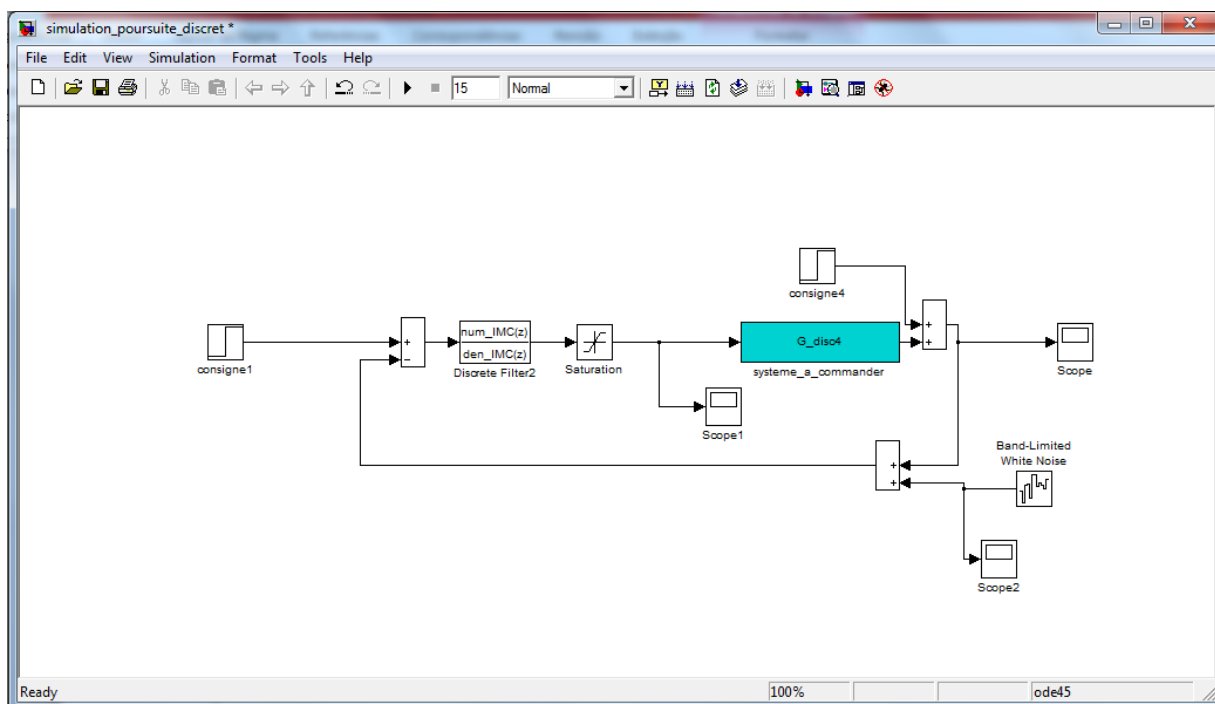 simulation_poursuite_discret *
File Edit View Simulation Format Tools Help
15 Normal
consigne4
num_IMC(z)
den_IMC(z)
G_disc4
consigne1
Discrete Filter2
Saturation
systeme_a_commander
Scope
Scope1
Band-Limited
White Noise
Scope2
Ready 100% ode45